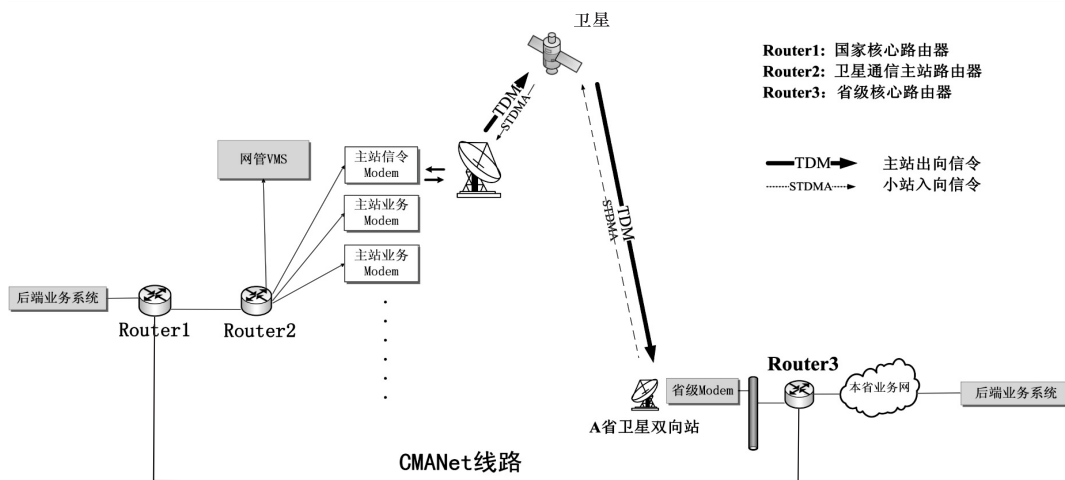 卫星
Router1: 国家核心路由器
Router2: 卫星通信主站路由器
Router3: 省级核心路由器
TDM
STDMA
TDM 主站出向信令
STDMA 小站入向信令
网管VMS
主站信令
Modem
主站业务
Modem
主站业务
Modem
TDM
STDMA
后端业务系统
Router1
Router2
Router3
省级Modem
本省业务网
后端业务系统
A省卫星双向站
CMANet线路